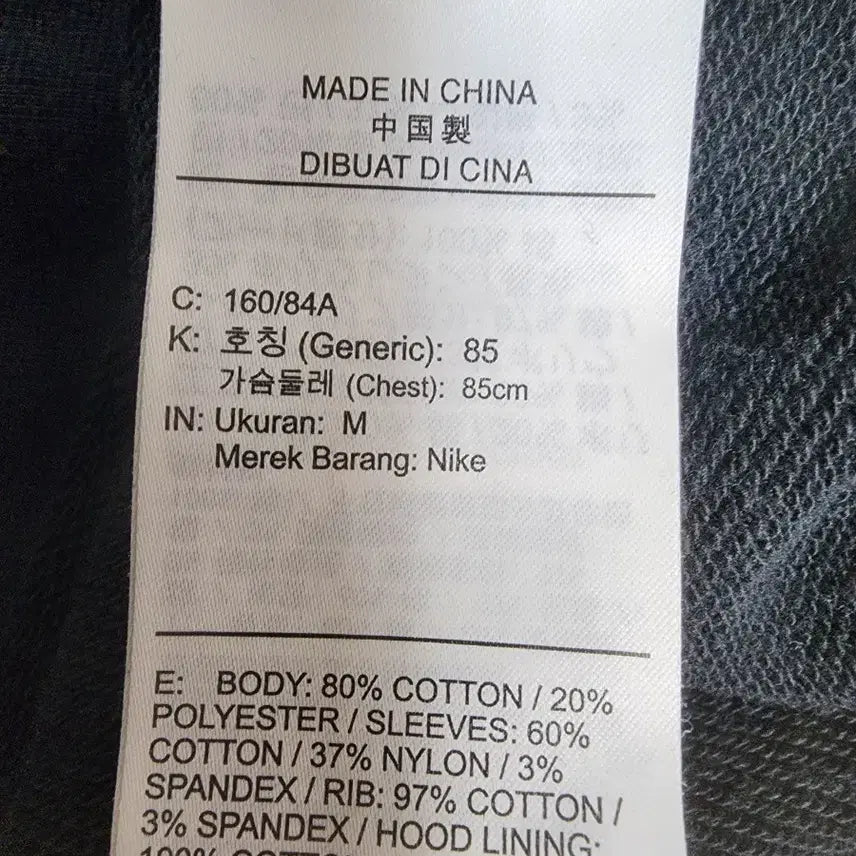 MADE IN CHINA
中国製
DIBUAT DI CINA
C: 160/84A
K: 호칭 (Generic): 85
가슴둘레 (Chest): 85cm
IN: Ukuran: M
Merek Barang: Nike
E: BODY: 80% COTTON / 20%
POLYESTER / SLEEVES: 60%
COTTON / 37% NYLON / 3%
SPANDEX / RIB: 97% COTTON /
3% SPANDEX / HOOD LINING:
100% COTTON